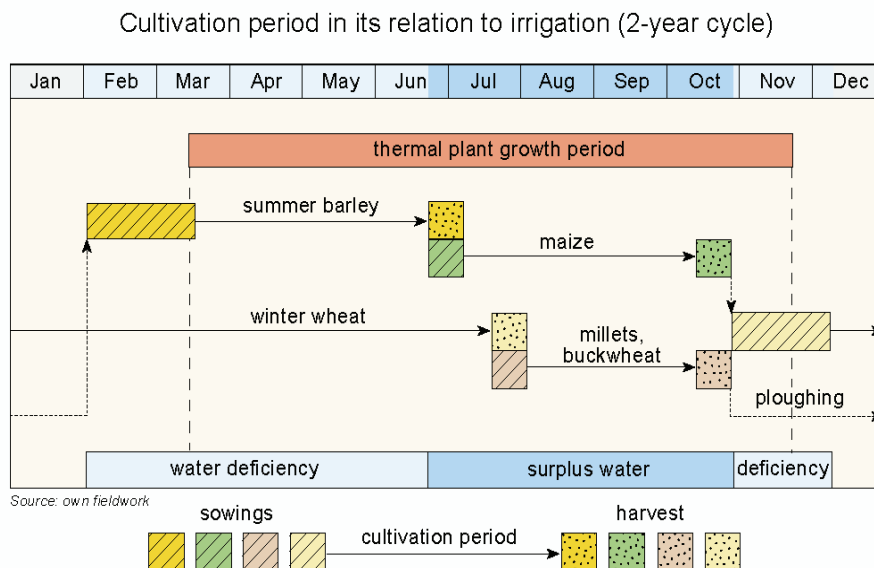 Cultivation period in its relation to irrigation (2-year cycle)
Jan Feb Mar Apr May Jun Jul Aug Sep Oct Nov Dec
thermal plant growth period
summer barley
maize
winter wheat
millets,
buckwheat
ploughing
water deficiency surplus water deficiency
Source: own fieldwork
sowings harvest
cultivation period